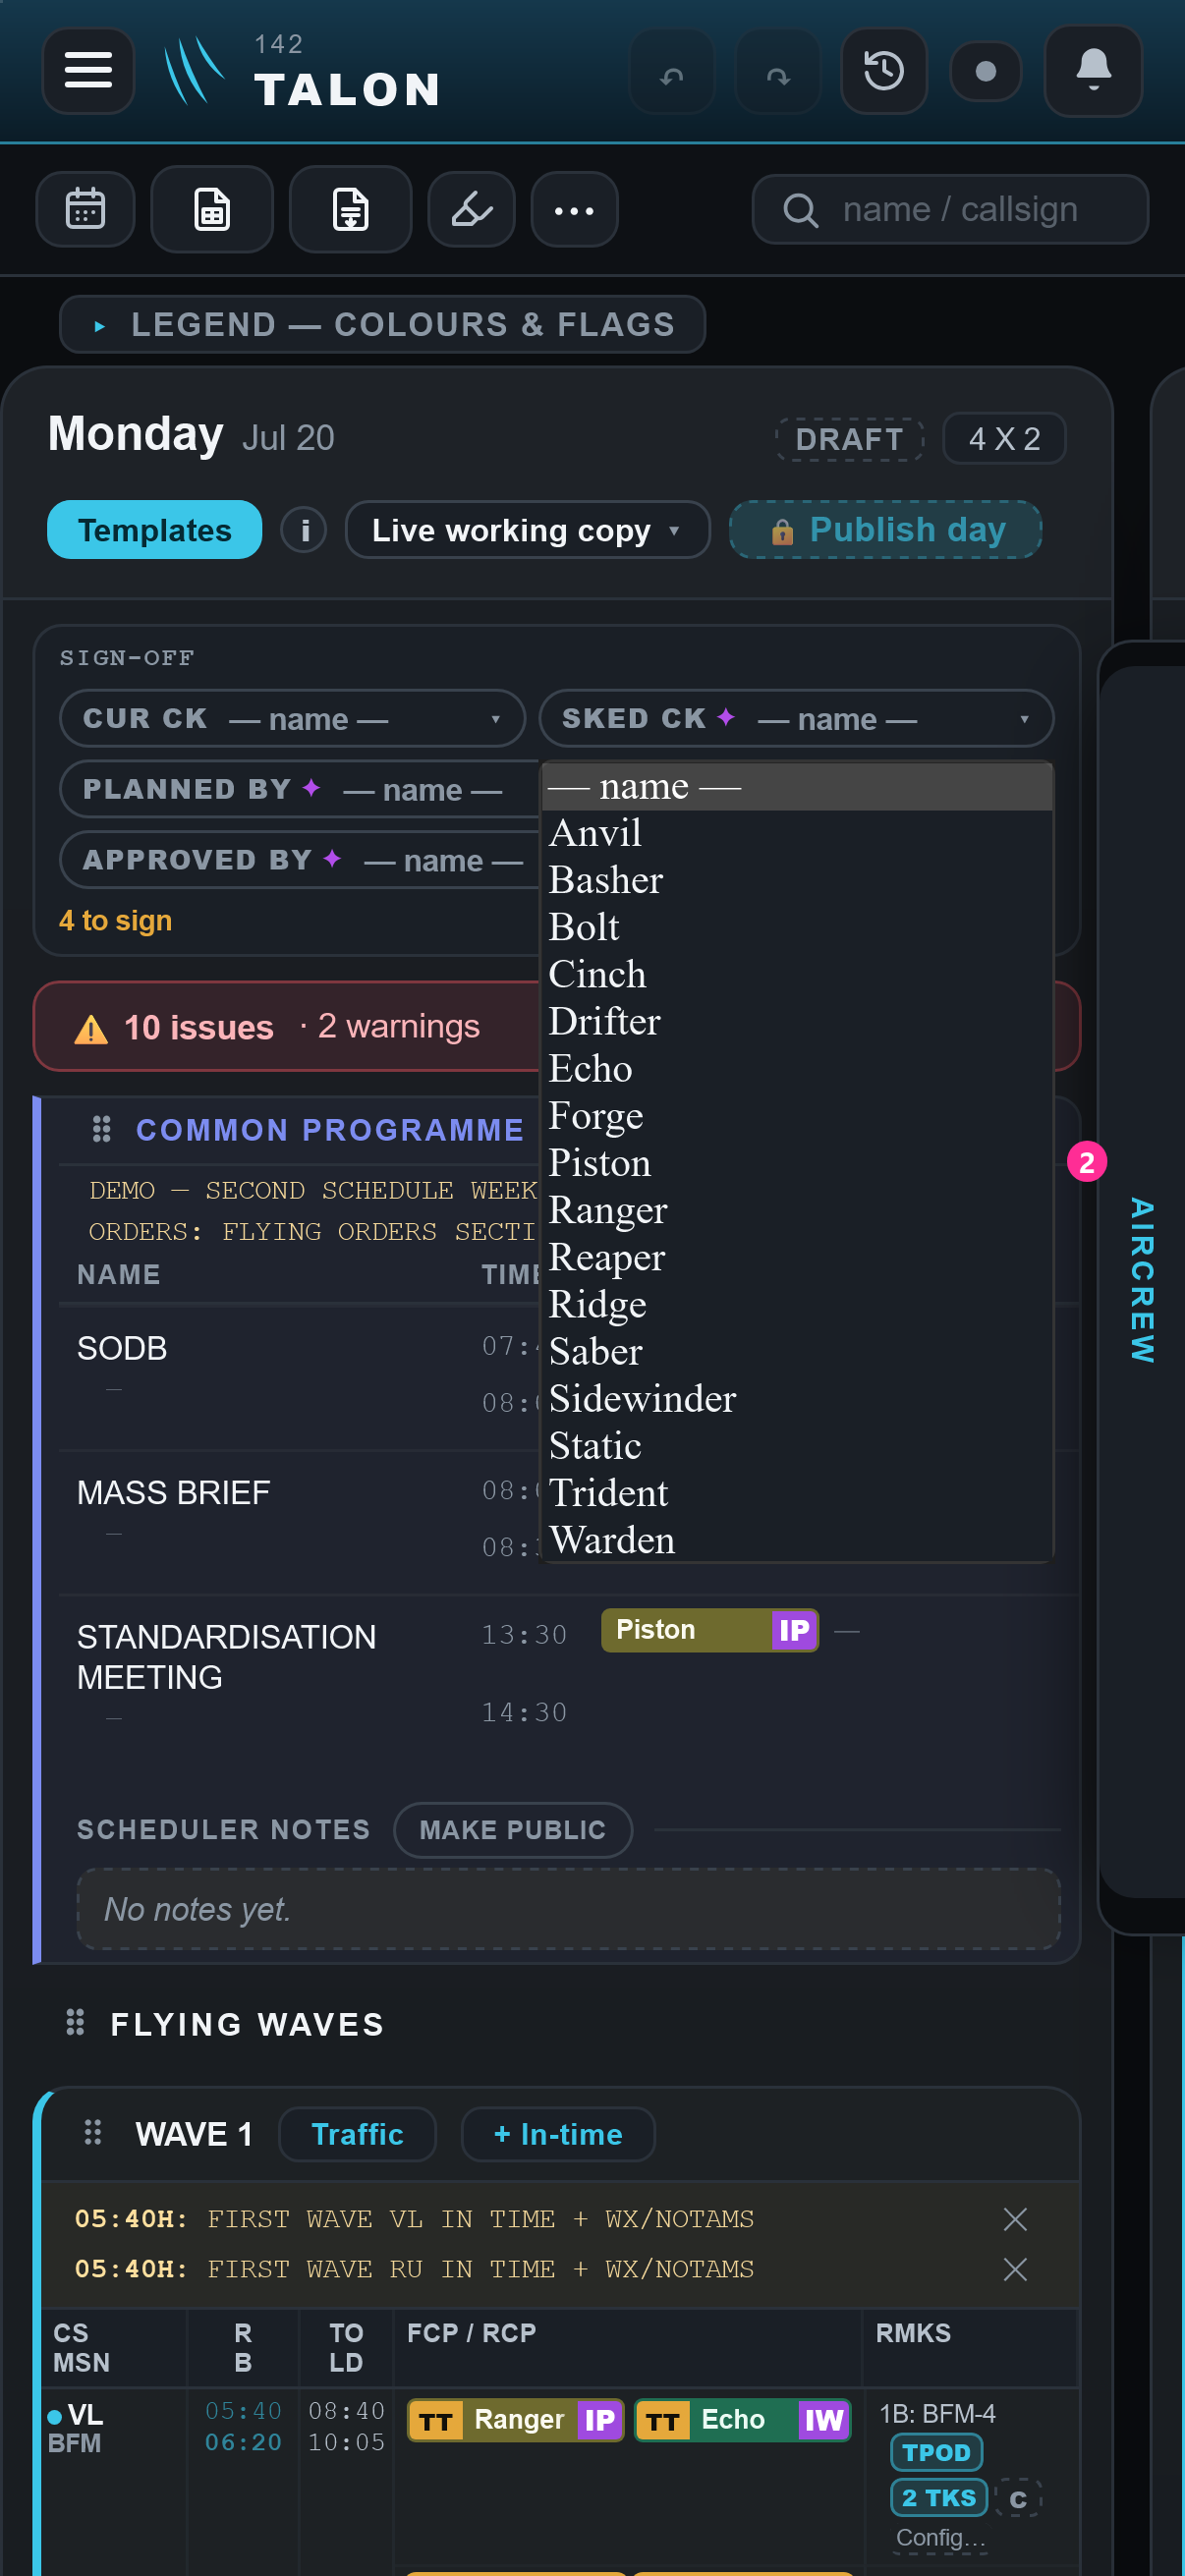 142
TALON
name / callsign
LEGEND — COLOURS & FLAGS
Monday Jul 20 DRAFT 4 X 2
Templates i Live working copy Publish day
SIGN-OFF
CUR CK — name — SKED CK — name —
PLANNED BY — name —
APPROVED BY — name —
4 to sign
— name —
Anvil
Basher
Bolt
Cinch
Drifter
Echo
Forge
Piston
Ranger
Reaper
Ridge
Saber
Sidewinder
Static
Trident
Warden
10 issues · 2 warnings
COMMON PROGRAMME
DEMO — SECOND SCHEDULE WEEK
ORDERS: FLYING ORDERS
NAME
SODB
—
MASS BRIEF
—
STANDARDISATION MEETING 13:30 Piston IP —
— 14:30
2
AIRCREW
SCHEDULER NOTES MAKE PUBLIC
No notes yet.
FLYING WAVES
WAVE 1 Traffic + In-time
05:40H: FIRST WAVE VL IN TIME + WX/NOTAMS
05:40H: FIRST WAVE RU IN TIME + WX/NOTAMS
CS R TO FCP / RCP RMKS
MSN B LD
VL 05:40 08:40 TT Ranger IP TT Echo IW 1B: BFM-4
BFM 06:20 10:05
TPOD
2 TKS C
Config...